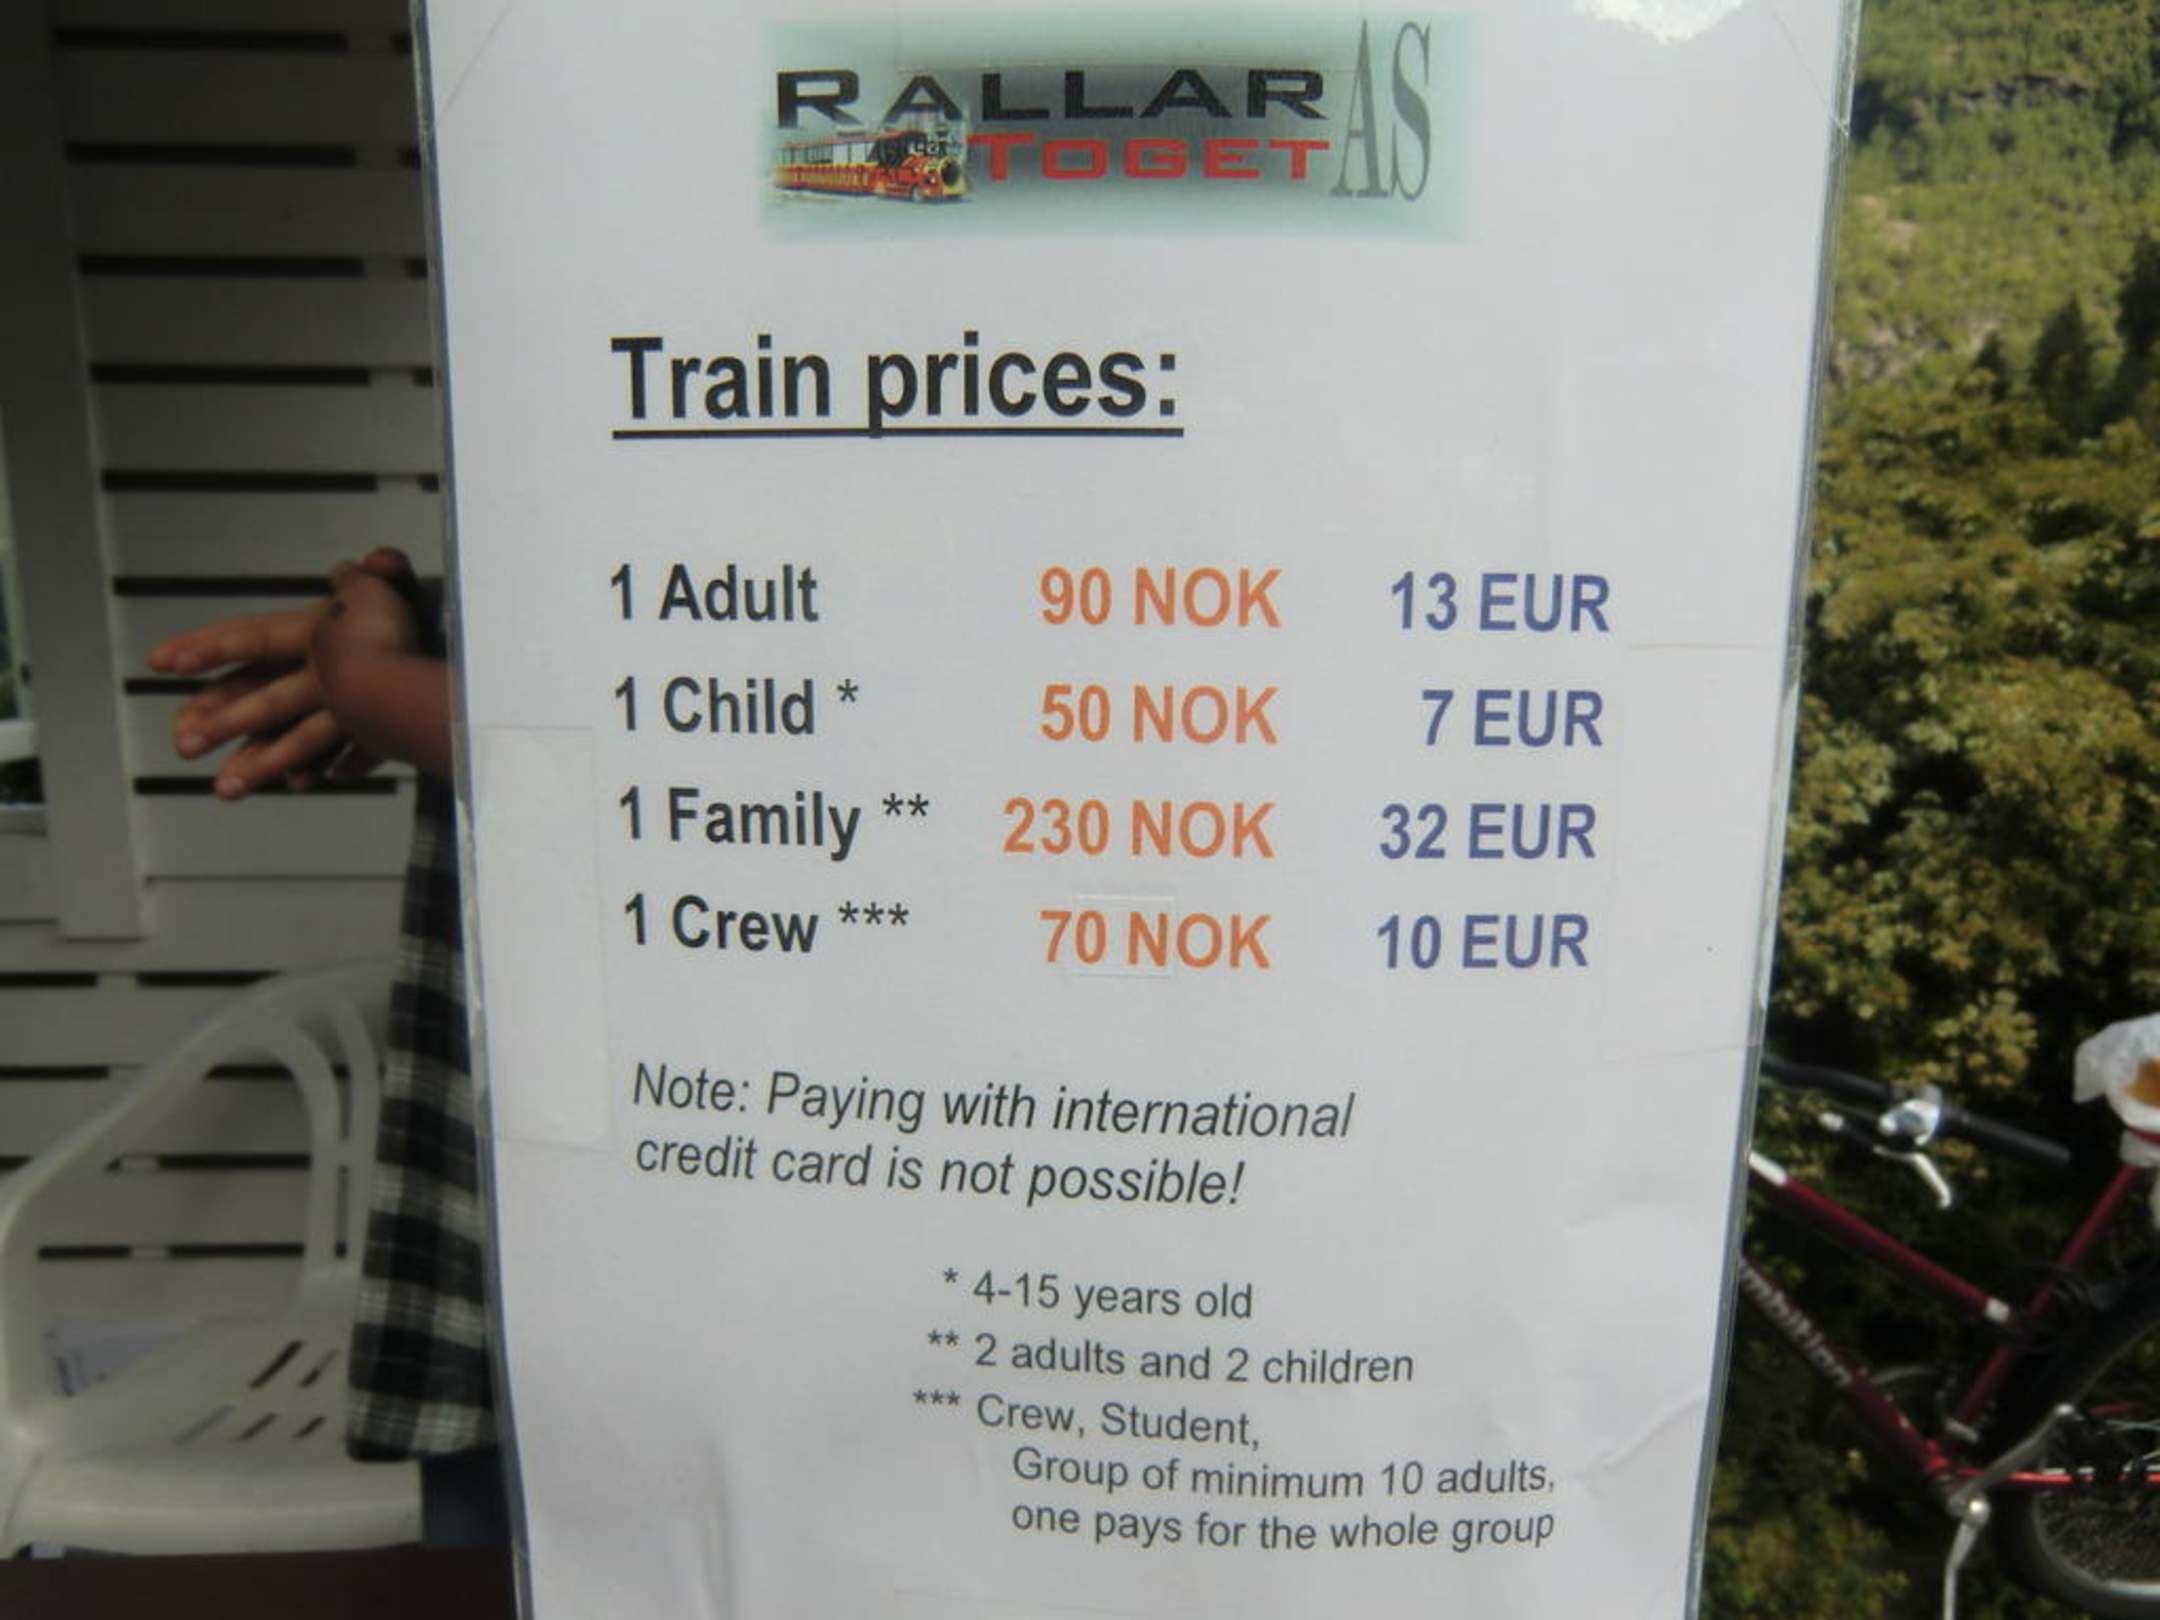 RALLAR AS
TOGET
Train prices:
1 Adult 90 NOK 13 EUR
1 Child * 50 NOK 7 EUR
1 Family ** 230 NOK 32 EUR
1 Crew *** 70 NOK 10 EUR
Note: Paying with international
credit card is not possible!
* 4-15 years old
** 2 adults and 2 children
*** Crew, Student,
Group of minimum 10 adults,
one pays for the whole group